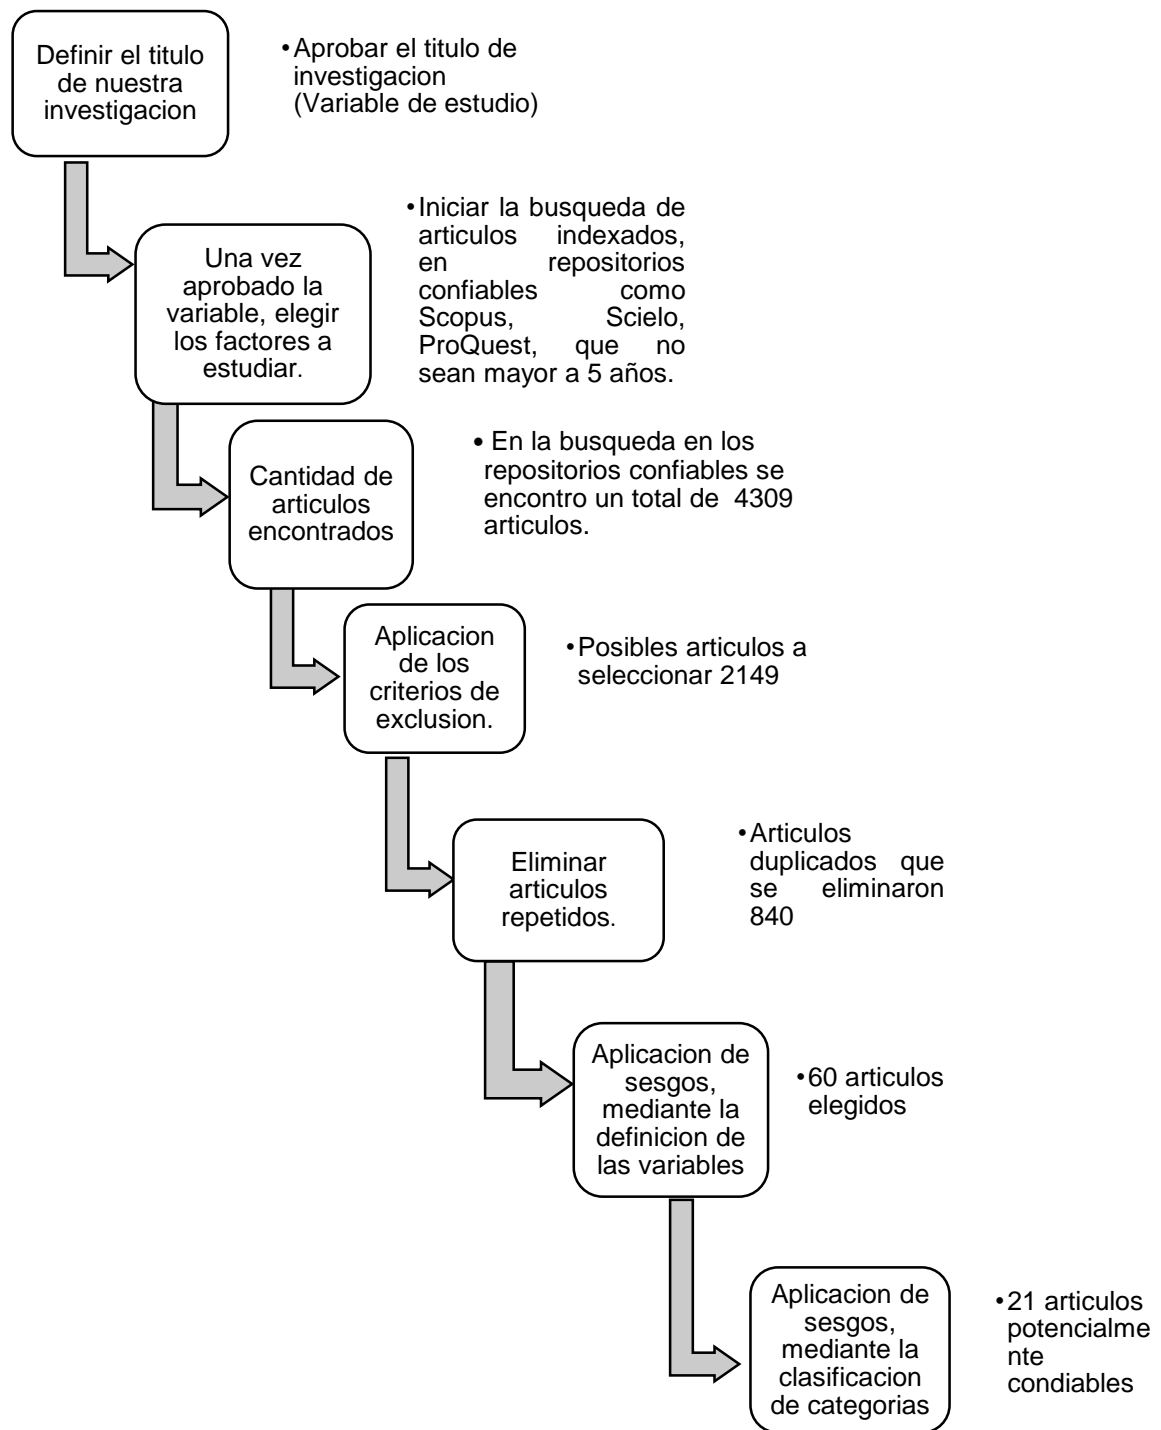 Definir el titulo
de nuestra
investigacion
•Aprobar el titulo de
investigacion
(Variable de estudio)
Una vez
aprobado la
variable, elegir
los factores a
estudiar.
•Iniciar la busqueda de
articulos indexados,
en repositorios
confiables como
Scopus, Scielo,
ProQuest, que no
sean mayor a 5 años.
Cantidad de
articulos
encontrados
• En la busqueda en los
repositorios confiables se
encontro un total de 4309
articulos.
Aplicacion
de los
criterios de
exclusion.
•Posibles articulos a
seleccionar 2149
Eliminar
articulos
repetidos.
•Articulos
duplicados que
se eliminaron
840
Aplicacion de
sesgos,
mediante la
definicion de
las variables
•60 articulos
elegidos
Aplicacion de
sesgos,
mediante la
clasificacion
de categorias
•21 articulos
potencialme
nte
condiables